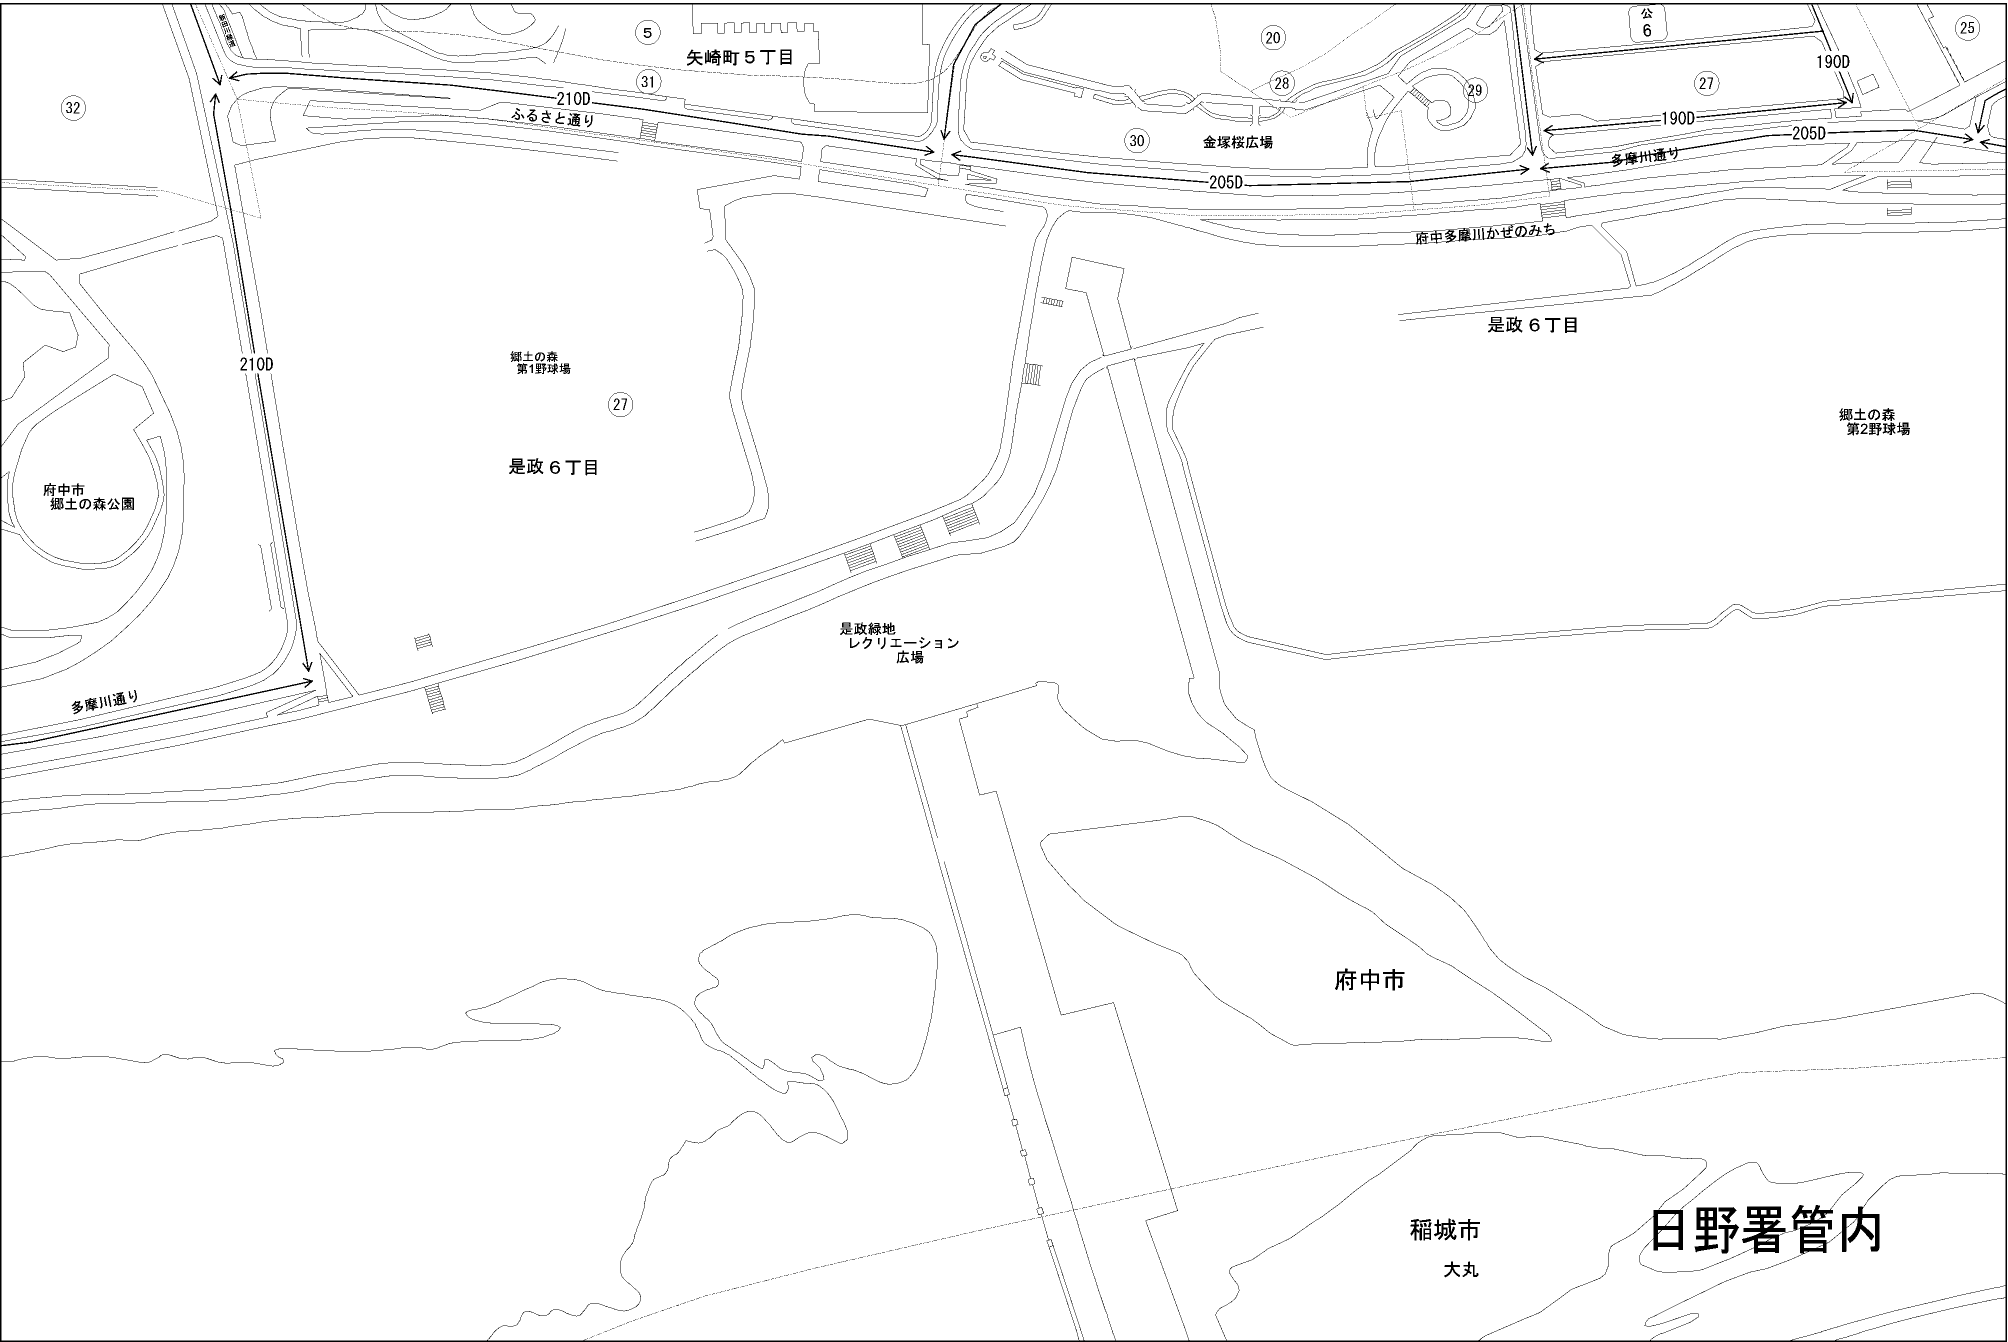 公
6
5
25
20
矢崎町5丁目
31
28
27
190D
29
32
210D
ふるさと通り
190D
205D
30
金塚桜広場
多摩川通り
205D
府中多摩川かぜのみち
是政6丁目
郷土の森
第1野球場
210D
27
郷土の森
第2野球場
是政6丁目
府中市
郷土の森公園
是政緑地
レクリエーション
広場
多摩川通り
府中市
稲城市
大丸
日野署管内